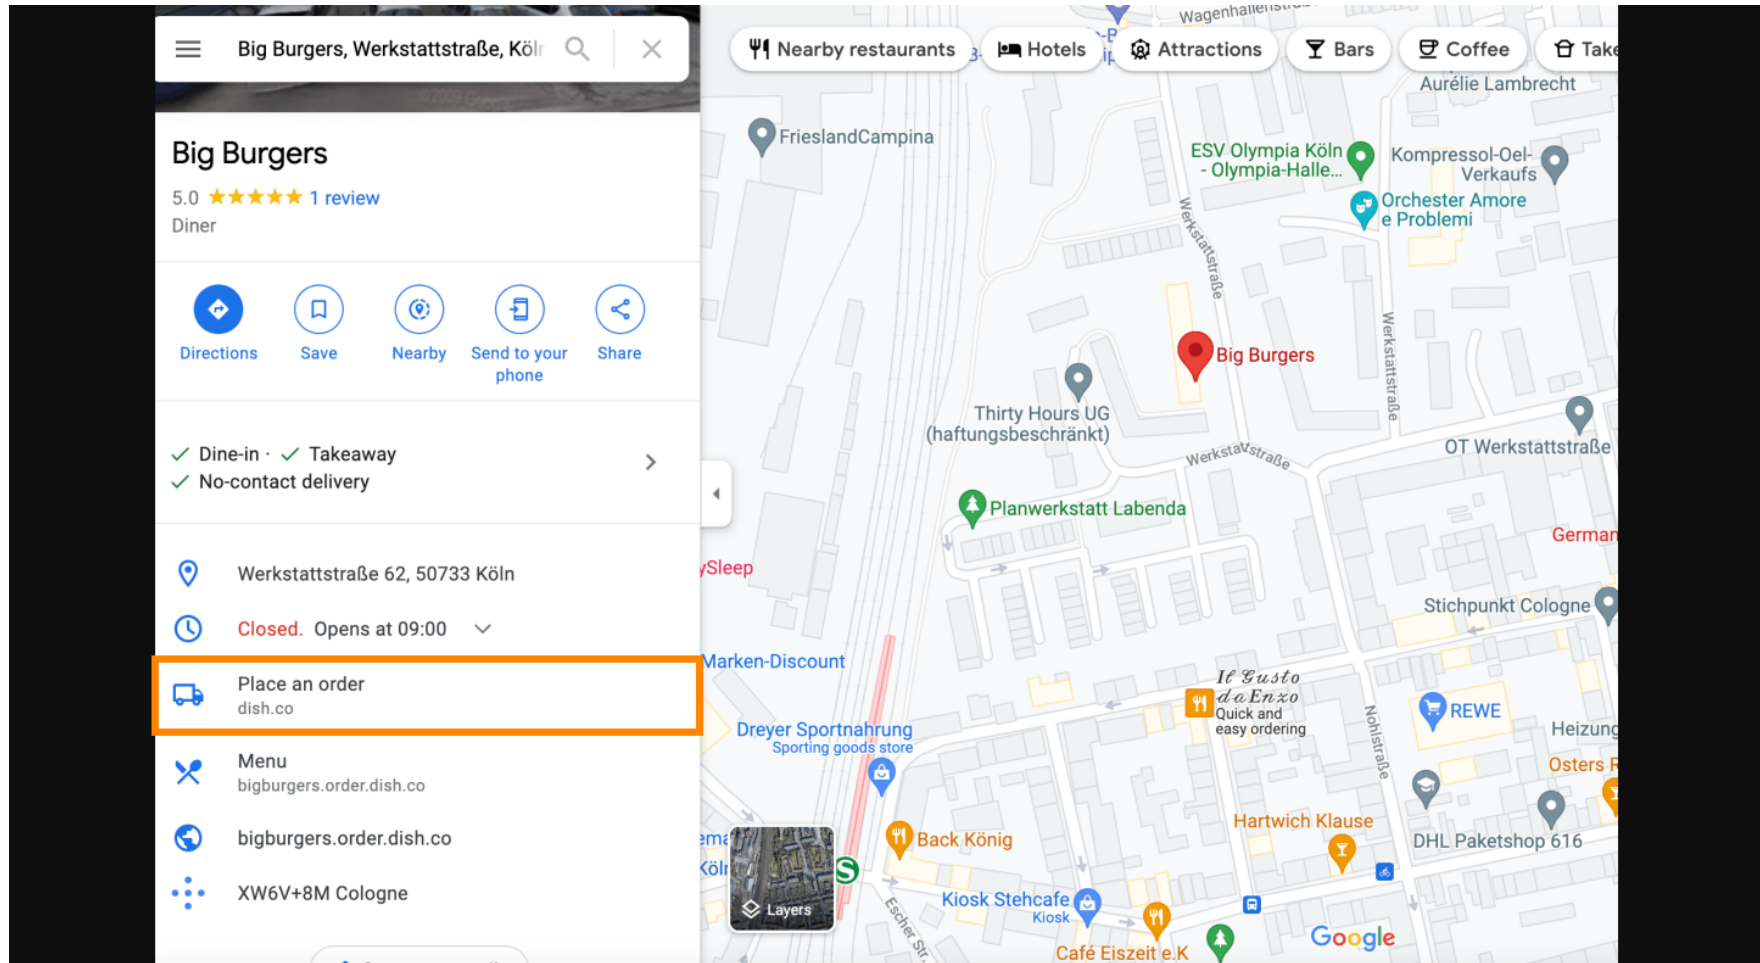 Big Burgers, Werkstattstraße, Köln
©2009 Google
Big Burgers
5.0 1 review
Diner
Directions
Save
Nearby
Send to your
phone
Share
Dine-in · Takeaway
No-contact delivery
Werkstattstraße 62, 50733 Köln
Closed. Opens at 09:00
Place an order
dish.co
Menu
bigburgers.order.dish.co
bigburgers.order.dish.co
XW6V+8M Cologne
Nearby restaurants
Hotels
Attractions
Bars
Coffee
Take
Aurélie Lambrecht
FrieslandCampina
ESV Olympia Köln
- Olympia-Halle...
Kompressol-Oel-
Verkaufs
Orchester Amore
e Problemi
Werkstattstraße
Werkstattstraße
Big Burgers
Thirty Hours UG
(haftungsbeschränkt)
Werkstattstraße
OT Werkstattstraße
Planwerkstatt Labenda
German
ySleep
Stichpunkt Cologne
Marken-Discount
Il Gusto
da Enzo
Quick and
easy ordering
Nohlstraße
REWE
Heizung
Dreyer Sportnahrung
Sporting goods store
Osters R
Hartwich Klause
DHL Paketshop 616
Back König
S
Layers
Kiosk Stehcafe
Kiosk
Escher Str.
Café Eiszeit e.K
Google